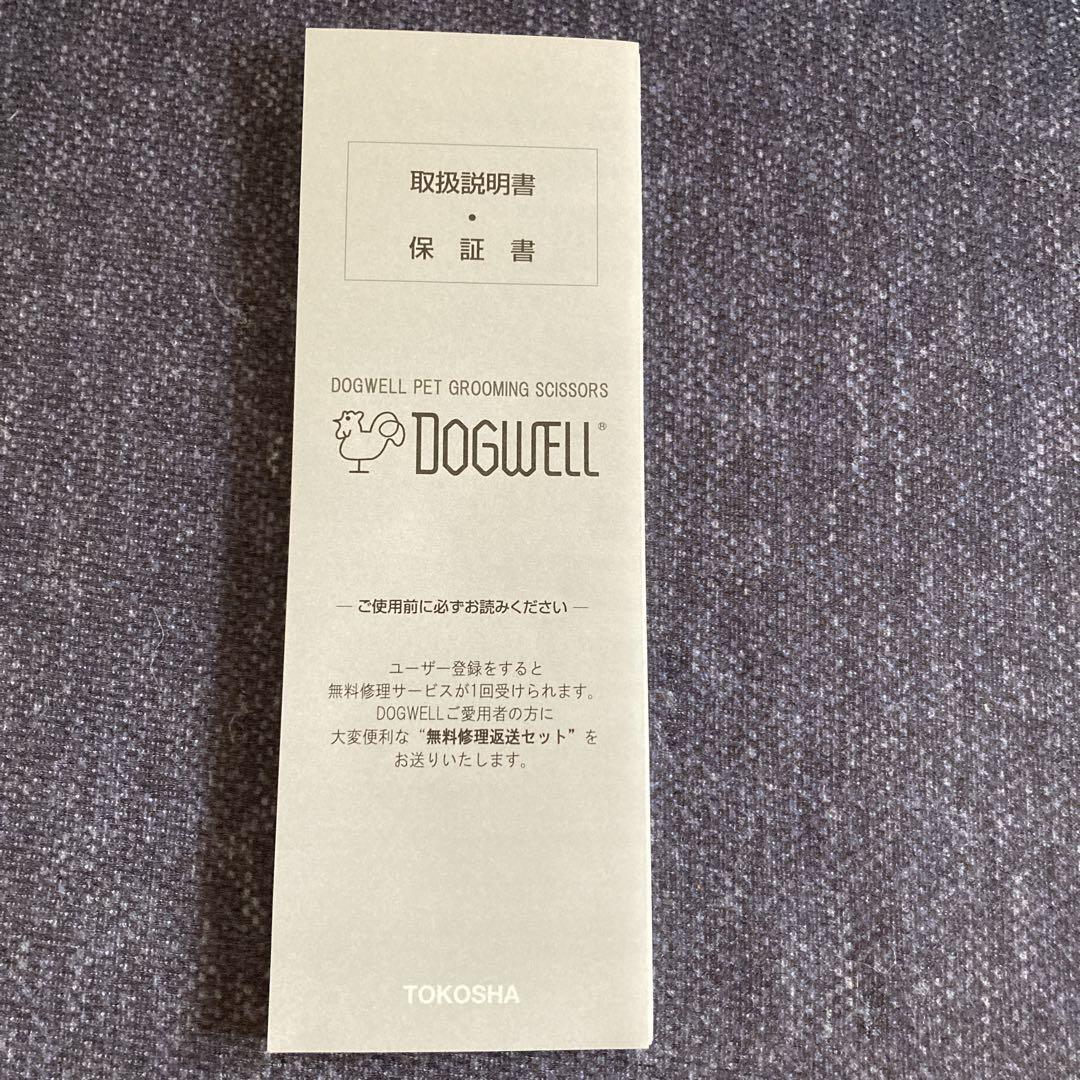 取扱説明書
・
保証書
DOGWELL PET GROOMING SCISSORS
DOGWELL®
― ご使用前に必ずお読みください ―
ユーザー登録をすると
無料修理サービスが1回受けられます。
DOGWELLご愛用者の方に
大変便利な“無料修理返送セット”を
お送りいたします。
TOKOSHA